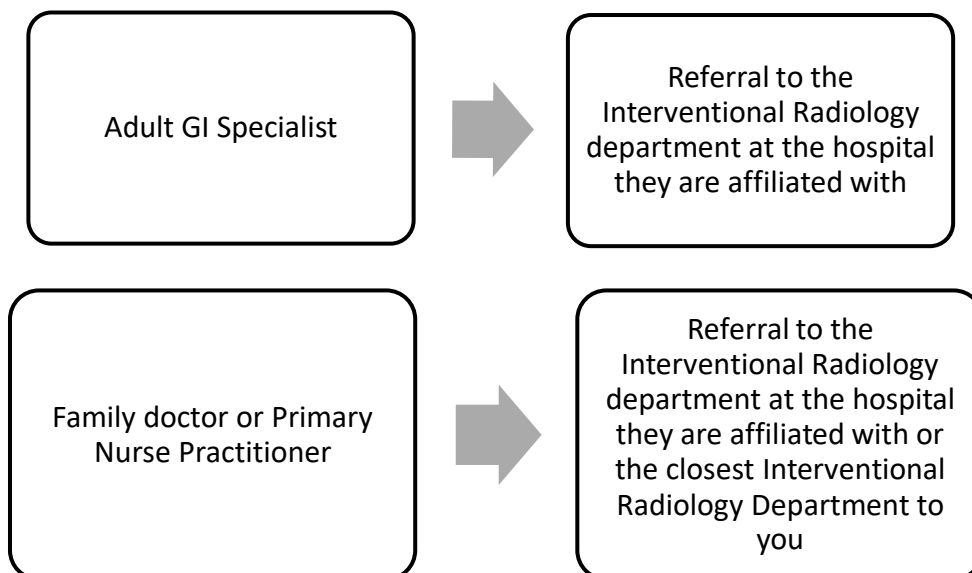 Adult GI Specialist
Referral to the
Interventional Radiology
department at the hospital
they are affiliated with
Family doctor or Primary
Nurse Practitioner
Referral to the
Interventional Radiology
department at the hospital
they are affiliated with or
the closest Interventional
Radiology Department to
you